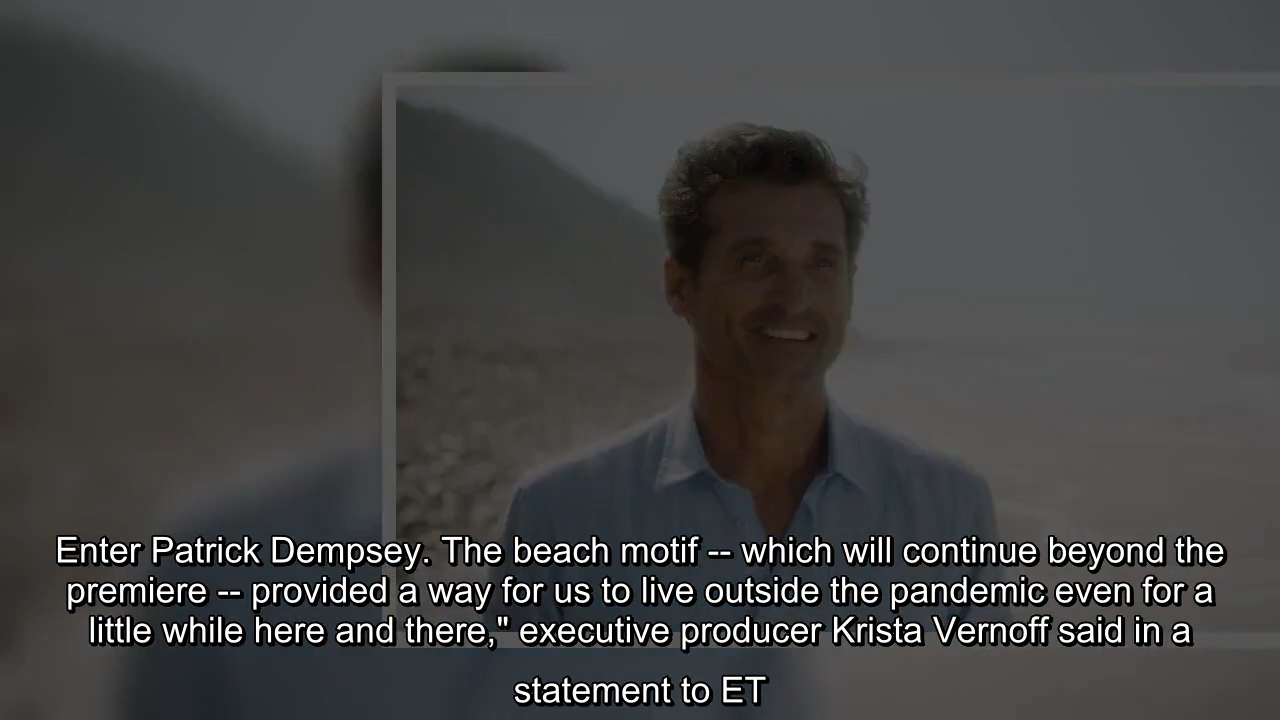 Enter Patrick Dempsey. The beach motif -- which will continue beyond the
premiere -- provided a way for us to live outside the pandemic even for a
little while here and there," executive producer Krista Vernoff said in a
statement to ET